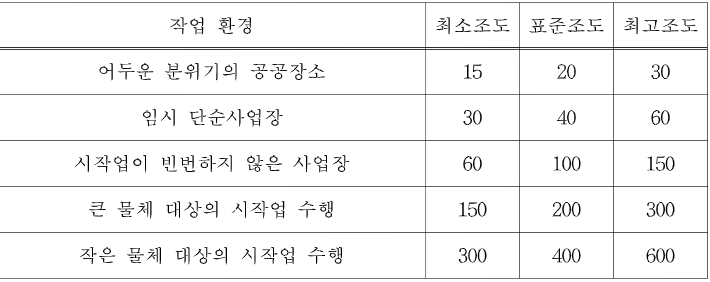 작업 환경 최소조도 표준조도 최고조도
어두운 분위기의 공공장소 15 20 30
임시 단순사업장 30 40 60
시작업이 빈번하지 않은 사업장 60 100 150
큰 물체 대상의 시작업 수행 150 200 300
작은 물체 대상의 시작업 수행 300 400 600